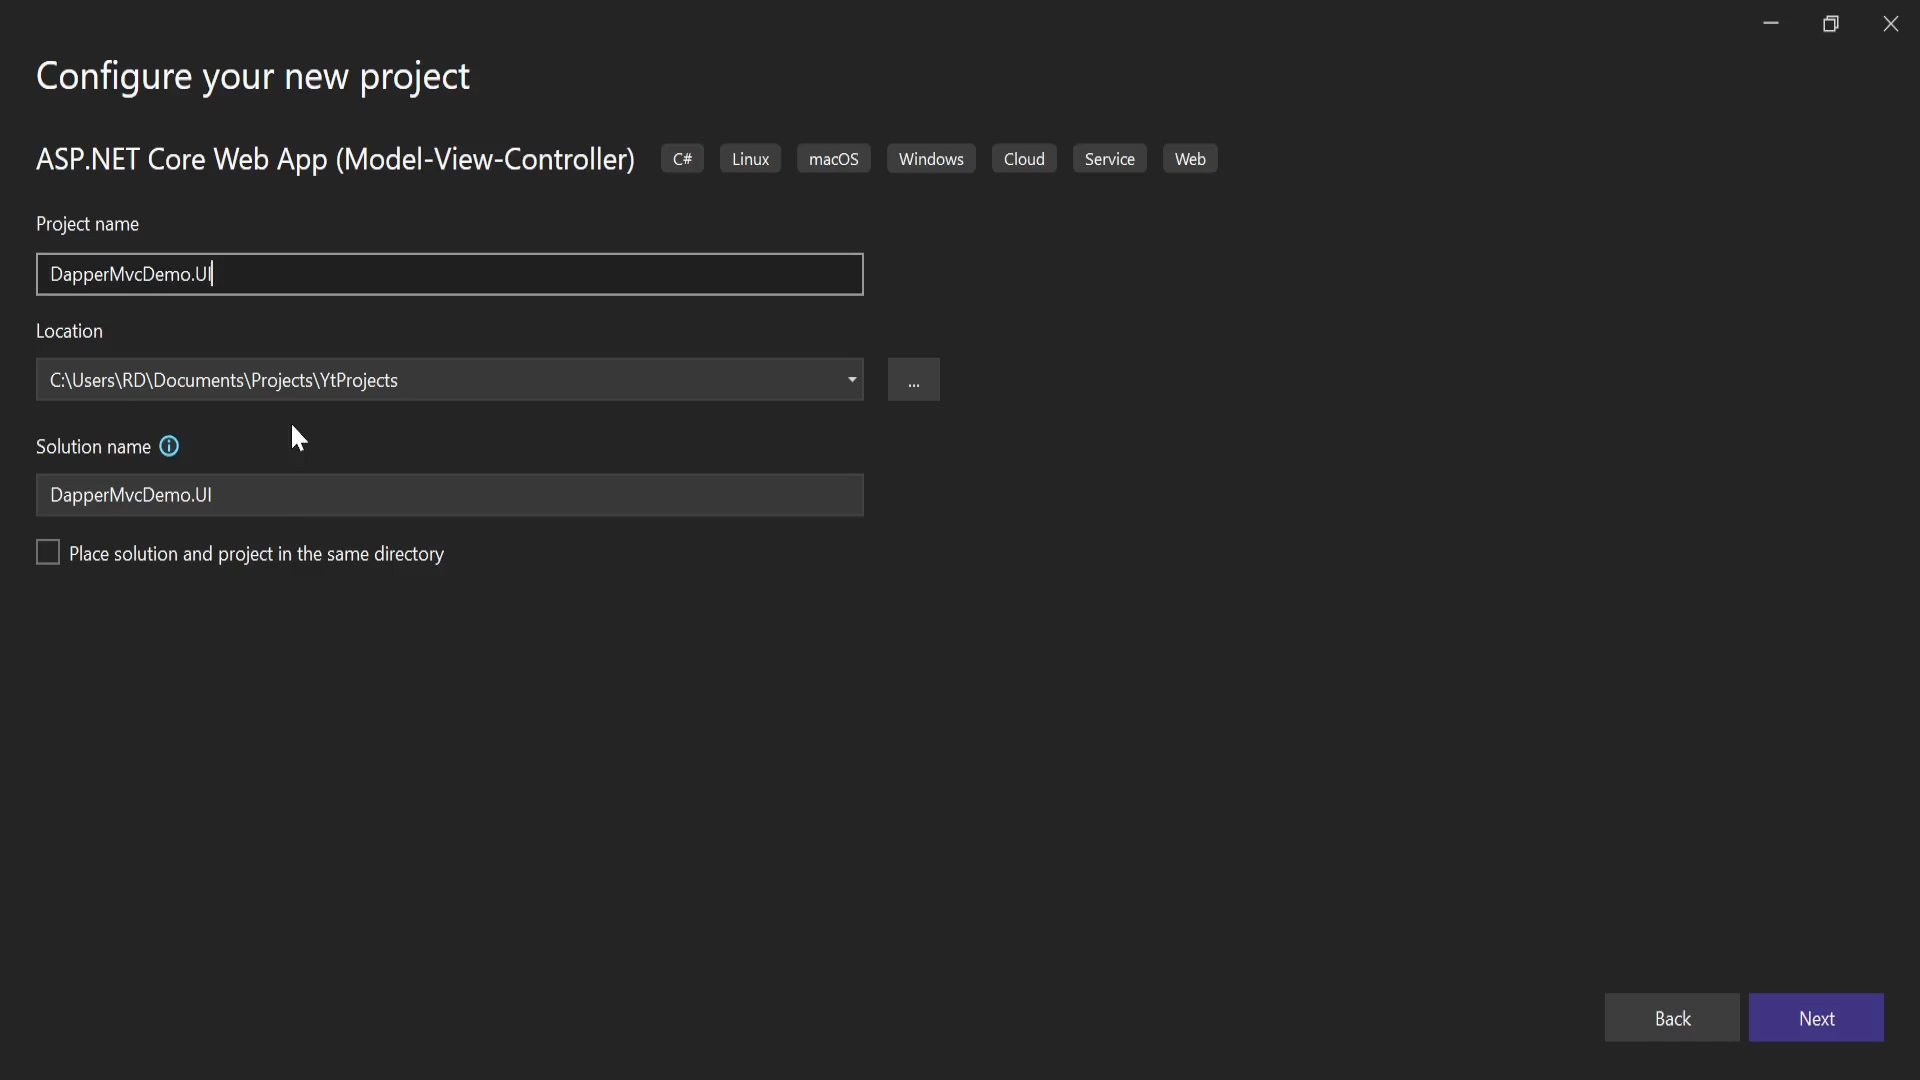 Configure your new project
ASP.NET Core Web App (Model-View-Controller) C# Linux macOS Windows Cloud Service Web
Project name
DapperMvcDemo.UI
Location
C:\Users\RD\Documents\Projects\YtProjects
...
Solution name
DapperMvcDemo.UI
Place solution and project in the same directory
Back Next